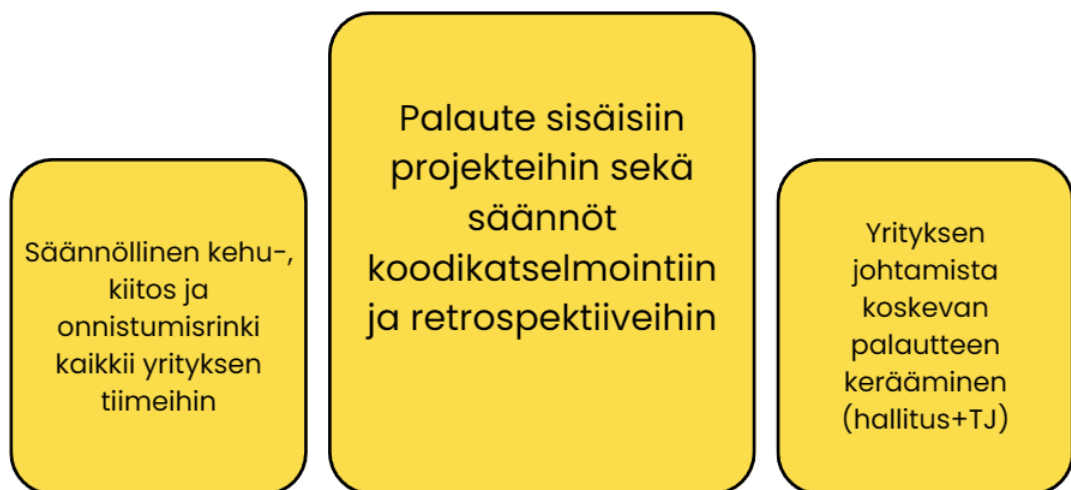 Säännöllinen kehu-,
kiitos ja
onnistumisrinki
kaikkii yrityksen
tiimeihin
Palaute sisäisiin
projekteihin sekä
säännöt
koodikatselmointiin
ja retrospektiiveihin
Yrityksen
johtamista
koskevan
palautteen
kerääminen
(hallitus+TJ)